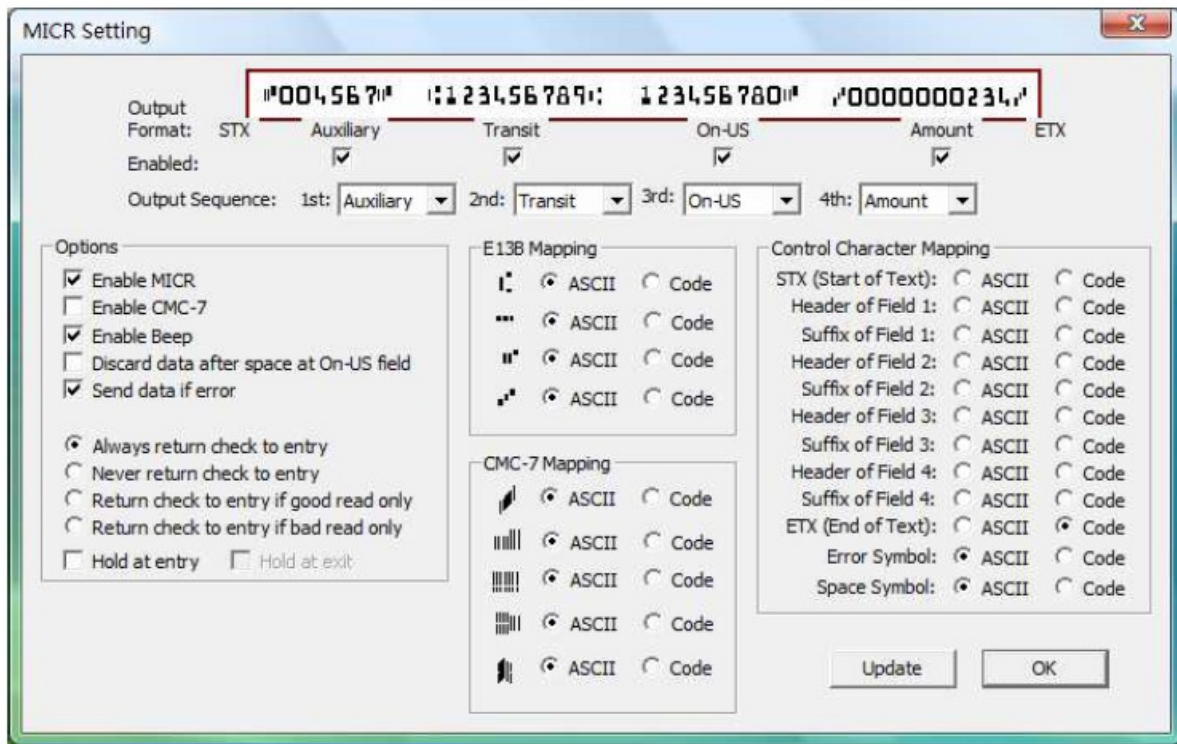 MICR Setting
⑈004567⑈ ⑆123456789⑆ 123456780⑈ ⑇0000000234⑇
Output
Format: STX Auxiliary Transit On-US Amount ETX
Enabled:
Output Sequence: 1st: Auxiliary 2nd: Transit 3rd: On-US 4th: Amount
Options
Enable MICR
Enable CMC-7
Enable Beep
Discard data after space at On-US field
Send data if error
Always return check to entry
Never return check to entry
Return check to entry if good read only
Return check to entry if bad read only
Hold at entry Hold at exit
E13B Mapping
⑆ ASCII Code
⑉ ASCII Code
⑈ ASCII Code
⑇ ASCII Code
CMC-7 Mapping
ASCII Code
ASCII Code
ASCII Code
ASCII Code
ASCII Code
Control Character Mapping
STX (Start of Text): ASCII Code
Header of Field 1: ASCII Code
Suffix of Field 1: ASCII Code
Header of Field 2: ASCII Code
Suffix of Field 2: ASCII Code
Header of Field 3: ASCII Code
Suffix of Field 3: ASCII Code
Header of Field 4: ASCII Code
Suffix of Field 4: ASCII Code
ETX (End of Text): ASCII Code
Error Symbol: ASCII Code
Space Symbol: ASCII Code
Update OK